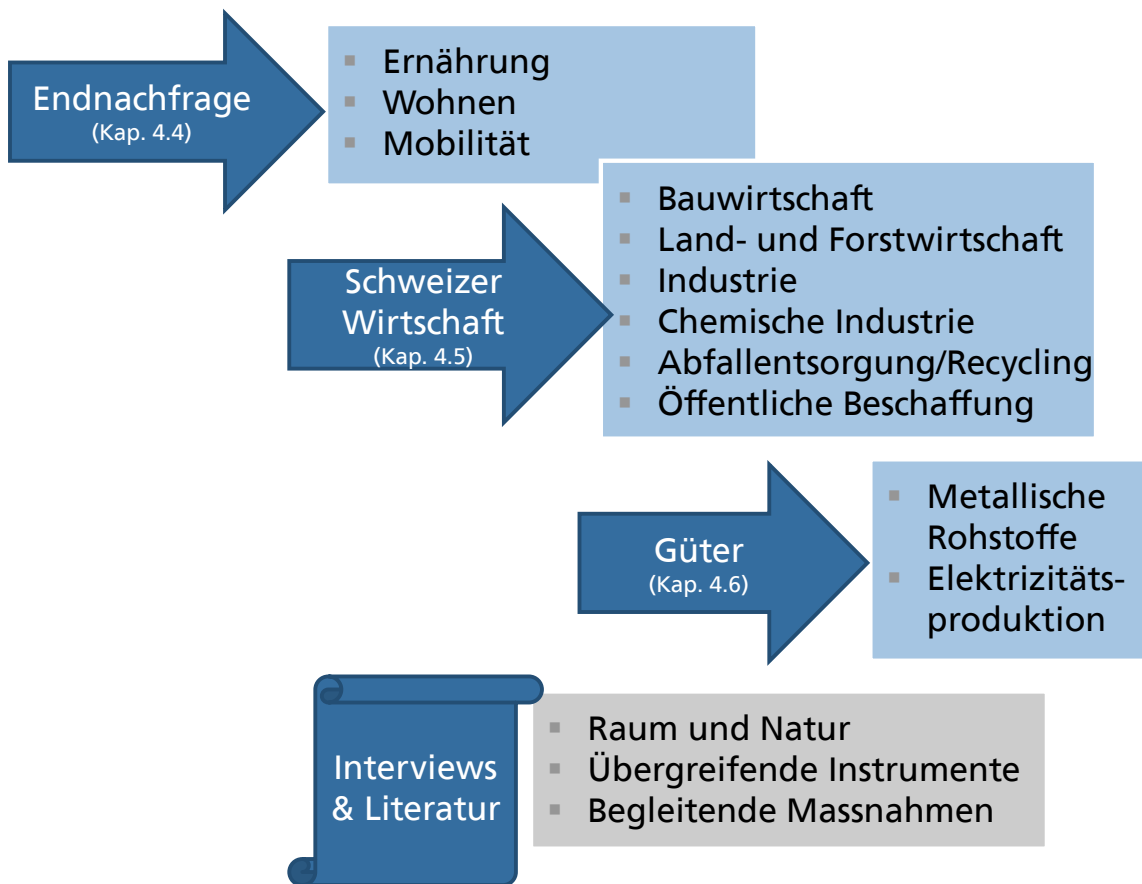 Endnachfrage
(Kap. 4.4)
Ernährung
Wohnen
Mobilität
Schweizer
Wirtschaft
(Kap. 4.5)
Bauwirtschaft
Land- und Forstwirtschaft
Industrie
Chemische Industrie
Abfallentsorgung/Recycling
Öffentliche Beschaffung
Güter
(Kap. 4.6)
Metallische
Rohstoffe
Elektrizitäts-
produktion
Interviews
& Literatur
Raum und Natur
Übergreifende Instrumente
Begleitende Massnahmen